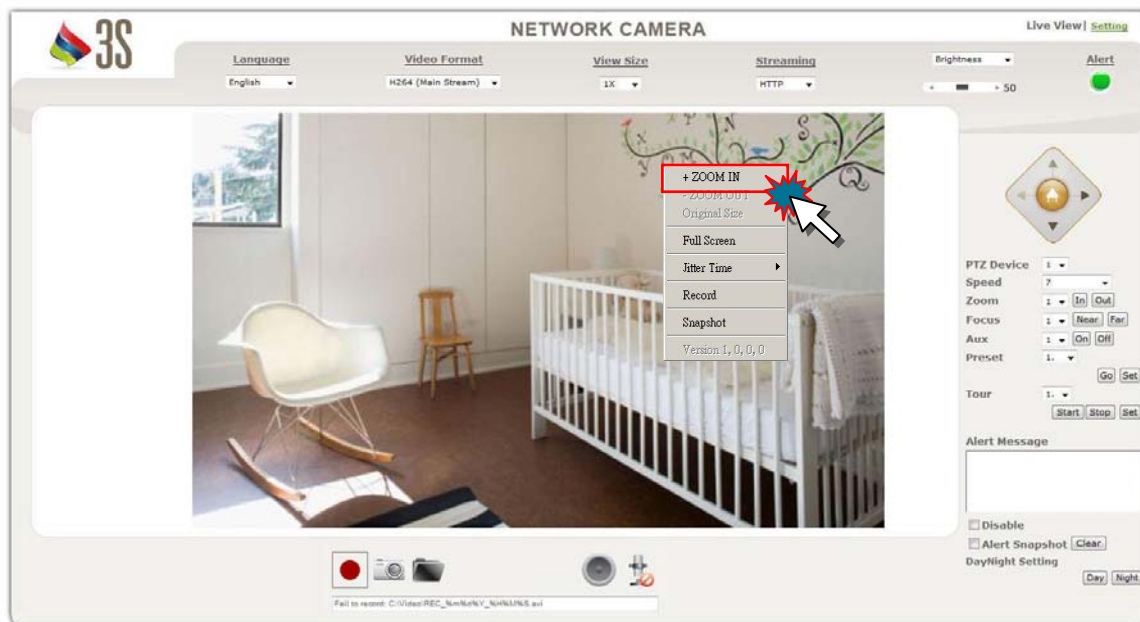 3S
NETWORK CAMERA
Live View| Setting
Language
Video Format
View Size
Streaming
Brightness
Alert
English
H264 (Main Stream)
1X
HTTP
50
X
Y
P
N
S
Q
+ ZOOM IN
- ZOOM OUT
Original Size
Full Screen
Jitter Time
Record
Snapshot
Version 1, 0, 0, 0
PTZ Device 1
Speed 7
Zoom 1 In Out
Focus 1 Near Far
Aux 1 On Off
Preset 1.
Go Set
Tour 1.
Start Stop Set
Alert Message
Disable
Alert Snapshot Clear
DayNight Setting
Day Night
Fail to record: C:\Video\REC_%m%d%Y_%H%M%S.avi